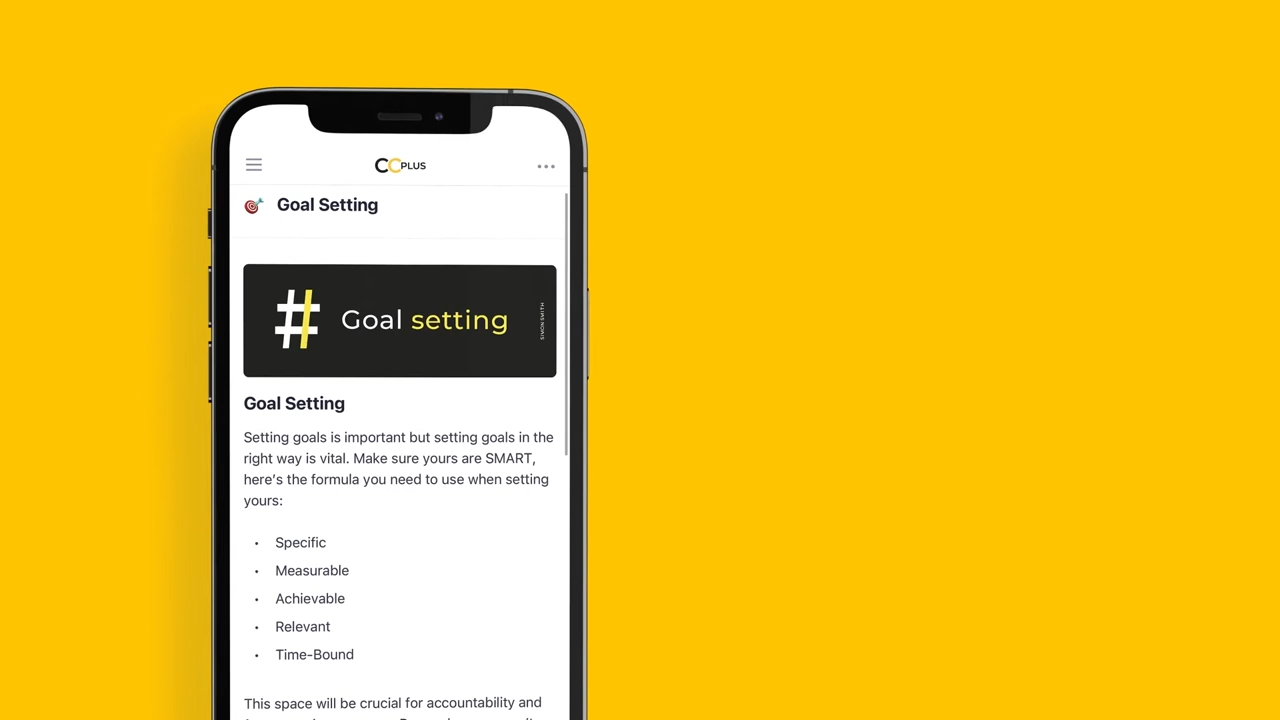 CCPLUS
Goal Setting
# Goal setting
SIMON SMITH
Goal Setting
Setting goals is important but setting goals in the
right way is vital. Make sure yours are SMART,
here's the formula you need to use when setting
yours:
• Specific
• Measurable
• Achievable
• Relevant
• Time-Bound
This space will be crucial for accountability and